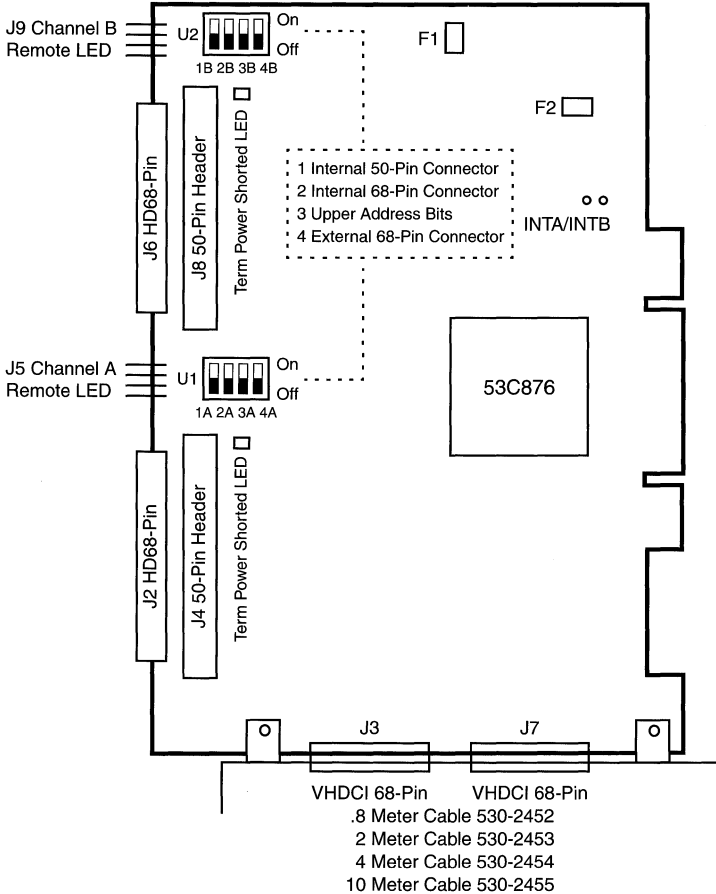 J9 Channel B
Remote LED
U2
On
Off
1B 2B 3B 4B
F1
F2
J6 HD68-Pin
J8 50-Pin Header
Term Power Shorted LED
1 Internal 50-Pin Connector
2 Internal 68-Pin Connector
3 Upper Address Bits
4 External 68-Pin Connector
INTA/INTB
J5 Channel A
Remote LED
U1
On
Off
1A 2A 3A 4A
53C876
J2 HD68-Pin
J4 50-Pin Header
Term Power Shorted LED
J3
J7
VHDCI 68-Pin
VHDCI 68-Pin
.8 Meter Cable 530-2452
2 Meter Cable 530-2453
4 Meter Cable 530-2454
10 Meter Cable 530-2455